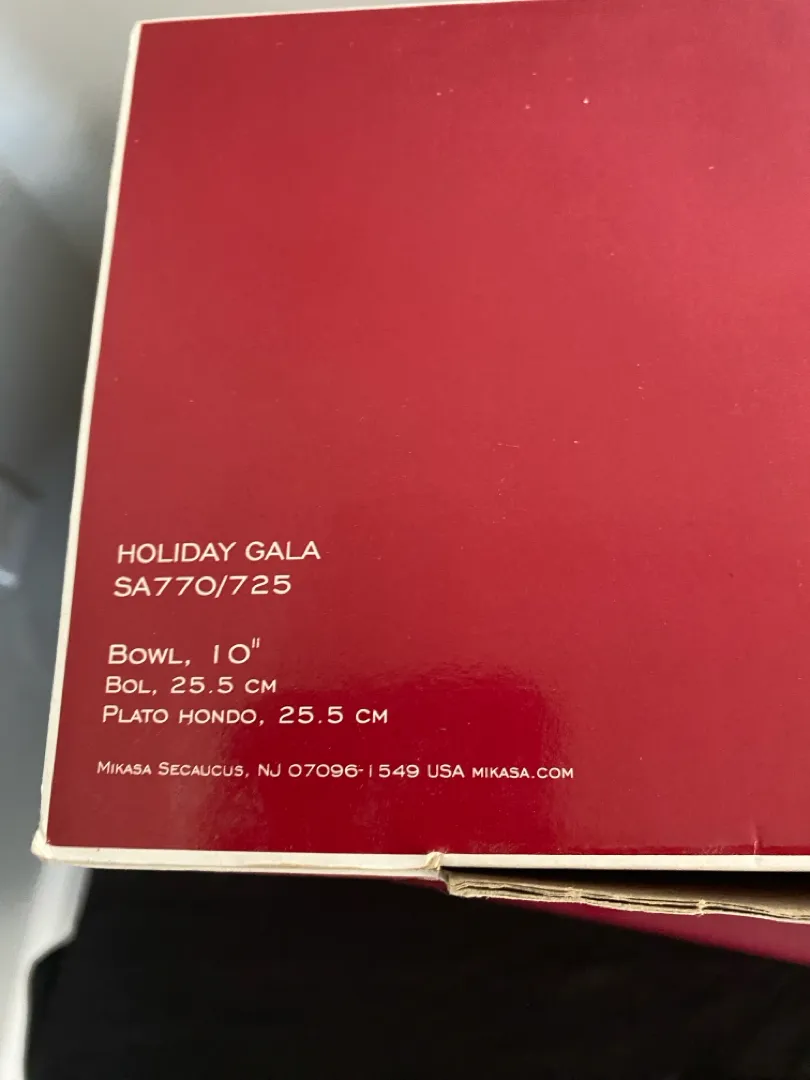 HOLIDAY GALA
SA770/725
BOWL, 10"
BOL, 25.5 CM
PLATO HONDO, 25.5 CM
MIKASA SECAUCUS, NJ 07096-1549 USA MIKASA.COM